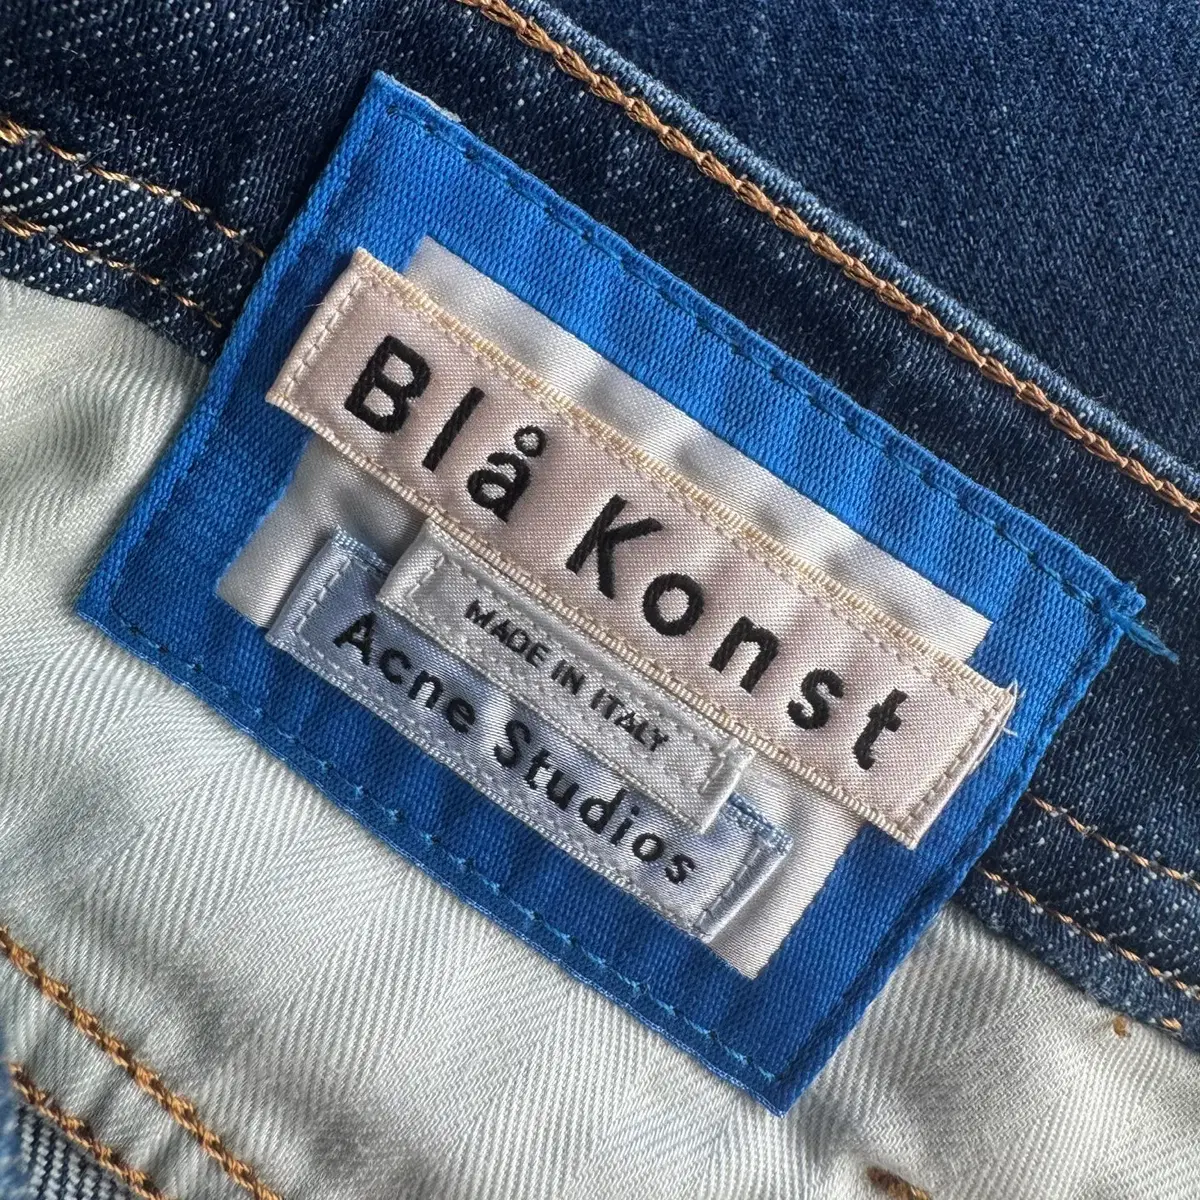 Blå Konst
MADE IN ITALY
Acne Studios